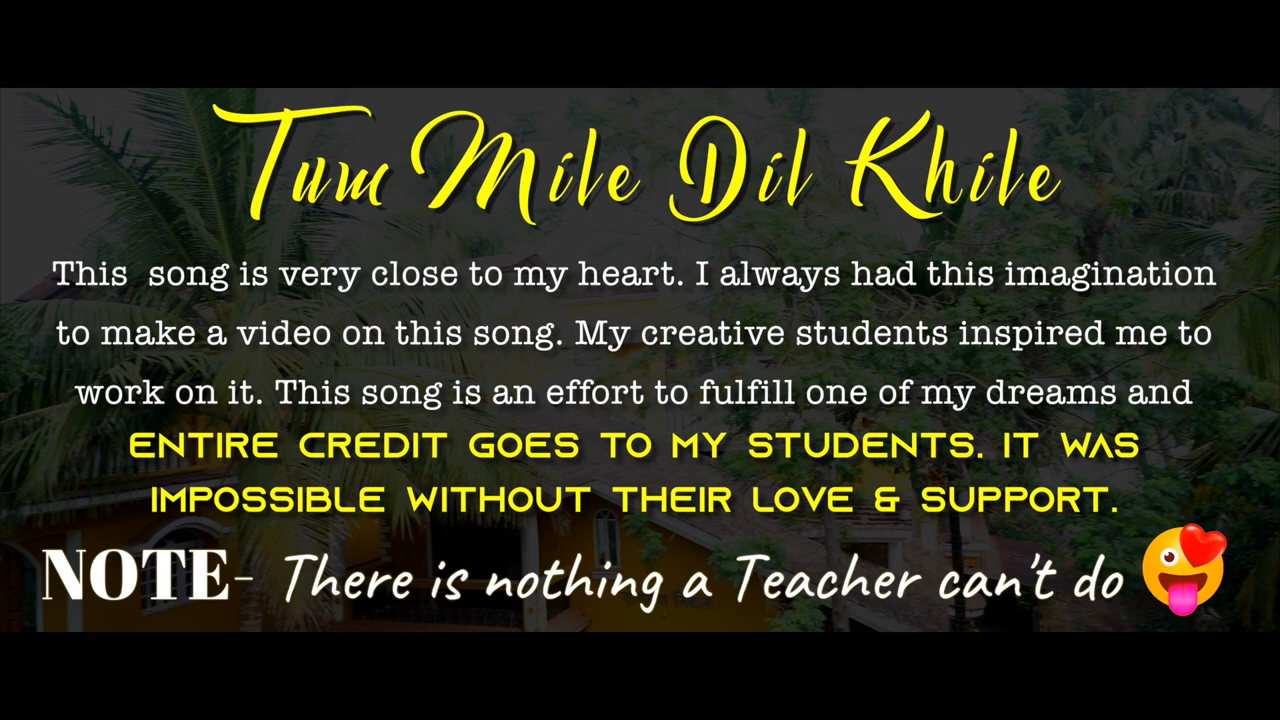 Tum Mile Dil Khile
This song is very close to my heart. I always had this imagination
to make a video on this song. My creative students inspired me to
work on it. This song is an effort to fulfill one of my dreams and
ENTIRE CREDIT GOES TO MY STUDENTS. IT WAS
IMPOSSIBLE WITHOUT THEIR LOVE & SUPPORT.
NOTE- There is nothing a Teacher can't do